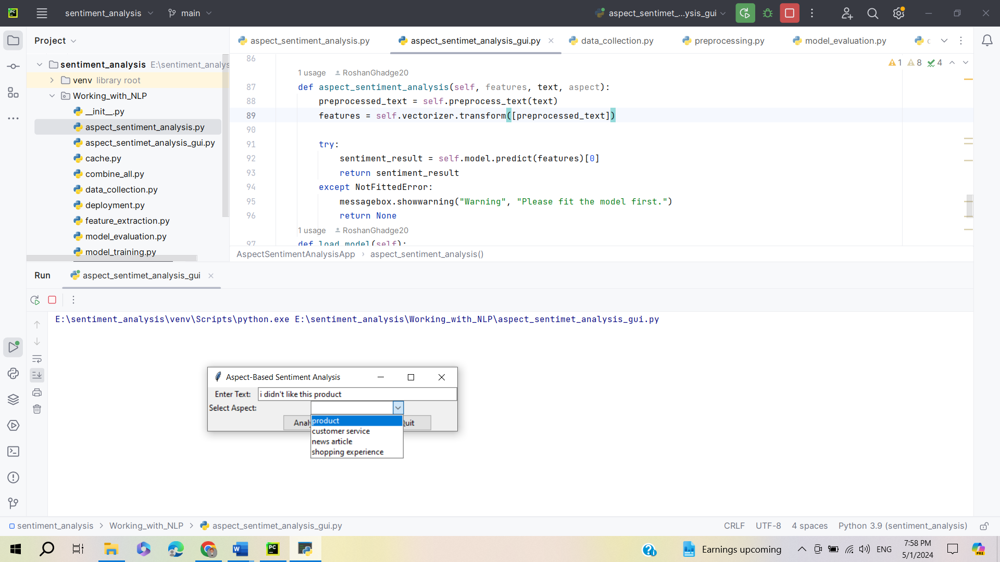 sentiment_analysis
main
aspect_sentimet_...ysis_gui
Project
aspect_sentiment_analysis.py
aspect_sentimet_analysis_gui.py
data_collection.py
preprocessing.py
model_evaluation.py
sentiment_analysis E:\sentiment_analys
venv library root
Working_with_NLP
__init__.py
aspect_sentiment_analysis.py
aspect_sentimet_analysis_gui.py
cache.py
combine_all.py
data_collection.py
deployment.py
feature_extraction.py
model_evaluation.py
model_training.py
1 8 4
86
1 usage RoshanGhadge20
87 def aspect_sentiment_analysis(self, features, text, aspect):
88 preprocessed_text = self.preprocess_text(text)
89 features = self.vectorizer.transform([preprocessed_text])
90
91 try:
92 sentiment_result = self.model.predict(features)[0]
93 return sentiment_result
94 except NotFittedError:
95 messagebox.showwarning("Warning", "Please fit the model first.")
96 return None
1 usage RoshanGhadge20
97 def load_model(self):
AspectSentimentAnalysisApp › aspect_sentiment_analysis()
Run
aspect_sentimet_analysis_gui
E:\sentiment_analysis\venv\Scripts\python.exe E:\sentiment_analysis\Working_with_NLP\aspect_sentimet_analysis_gui.py
Aspect-Based Sentiment Analysis
Enter Text: i didn't like this product
Select Aspect:
Analy
Quit
product
customer service
news article
shopping experience
sentiment_analysis > Working_with_NLP > aspect_sentimet_analysis_gui.py
CRLF UTF-8 4 spaces Python 3.9 (sentiment_analysis)
Earnings upcoming
ENG
7:58 PM
5/1/2024